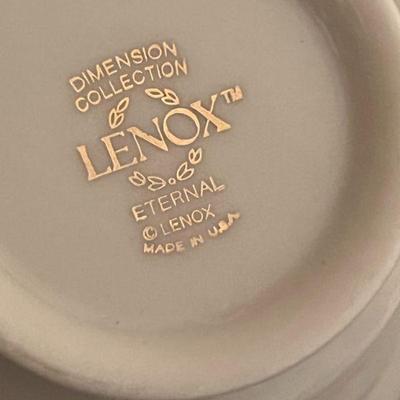 DIMENSION
COLLECTION
LENOX™
ETERNAL
© LENOX
MADE IN U.S.A.